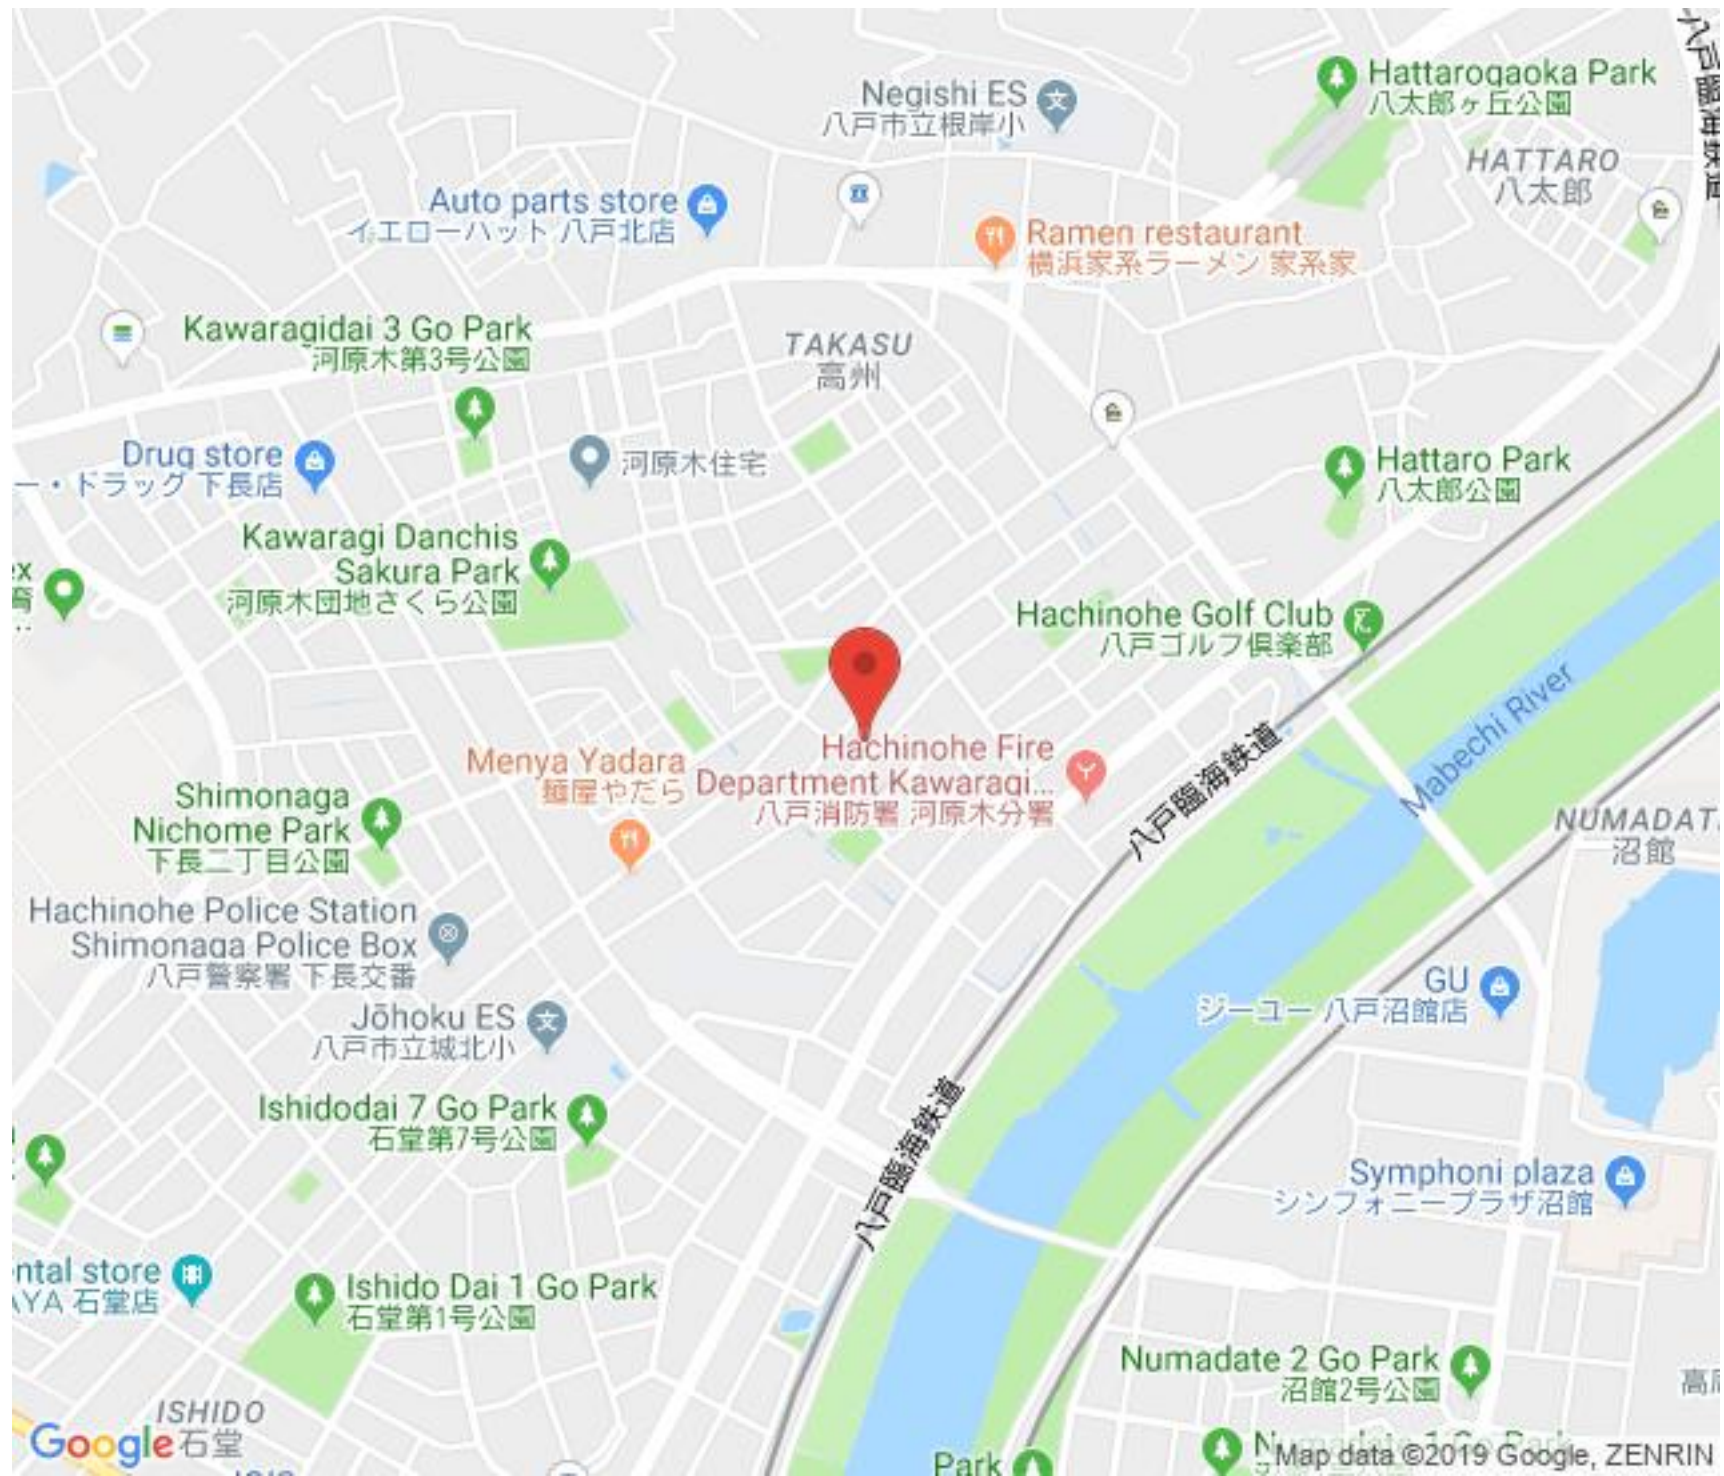 八戸臨海鉄道
Hattarogaoka Park
八太郎ヶ丘公園
Negishi ES
八戸市立根岸小
HATTARO
八太郎
Auto parts store
イエローハット 八戸北店
Ramen restaurant
横浜家系ラーメン 家系家
Kawaragidai 3 Go Park
河原木第3号公園
TAKASU
高州
Drug store
ー・ドラッグ 下長店
河原木住宅
Hattaro Park
八太郎公園
Kawaragi Danchis
Sakura Park
河原木団地さくら公園
ex
育
..
Hachinohe Golf Club
八戸ゴルフ倶楽部
Mabechi River
Hachinohe Fire
Department Kawaragi...
八戸消防署 河原木分署
八戸臨海鉄道
Menya Yadara
麺屋やだら
Shimonaga
Nichome Park
下長二丁目公園
NUMADAT
沼館
Hachinohe Police Station
Shimonaga Police Box
八戸警察署 下長交番
GU
ジーユー 八戸沼館店
Jōhoku ES
八戸市立城北小
Ishidodai 7 Go Park
石堂第7号公園
八戸臨海鉄道
Symphoni plaza
シンフォニープラザ沼館
ntal store
AYA 石堂店
Ishido Dai 1 Go Park
石堂第1号公園
Numadate 2 Go Park
沼館2号公園
ISHIDO
石堂
Google
Park
Numadate 1 Go Park
Map data ©2019 Google, ZENRIN